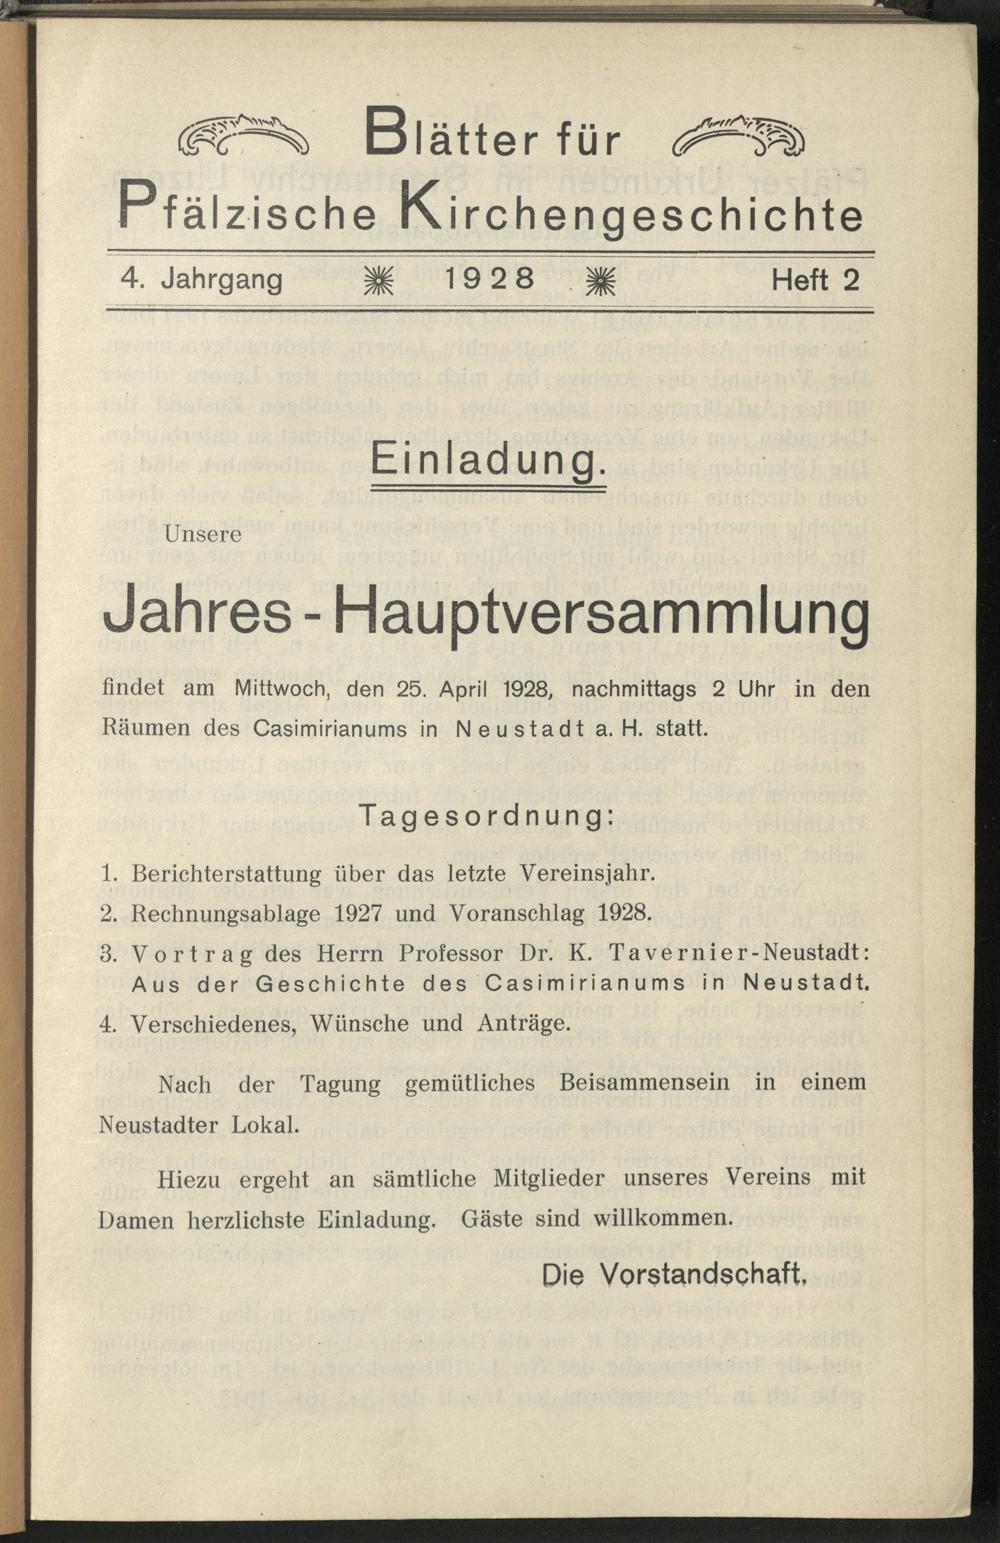 Blätter für
Pfälzische Kirchengeschichte
4. Jahrgang 1928 Heft 2
Einladung.
Unsere
Jahres - Hauptversammlung
findet am Mittwoch, den 25. April 1928, nachmittags 2 Uhr in den
Räumen des Casimirianums in Neustadt a. H. statt.
Tagesordnung:
1. Berichterstattung über das letzte Vereinsjahr.
2. Rechnungsablage 1927 und Voranschlag 1928.
3. Vortrag des Herrn Professor Dr. K. Tavernier-Neustadt:
Aus der Geschichte des Casimirianums in Neustadt.
4. Verschiedenes, Wünsche und Anträge.
Nach der Tagung gemütliches Beisammensein in einem
Neustadter Lokal.
Hiezu ergeht an sämtliche Mitglieder unseres Vereins mit
Damen herzlichste Einladung. Gäste sind willkommen.
Die Vorstandschaft.